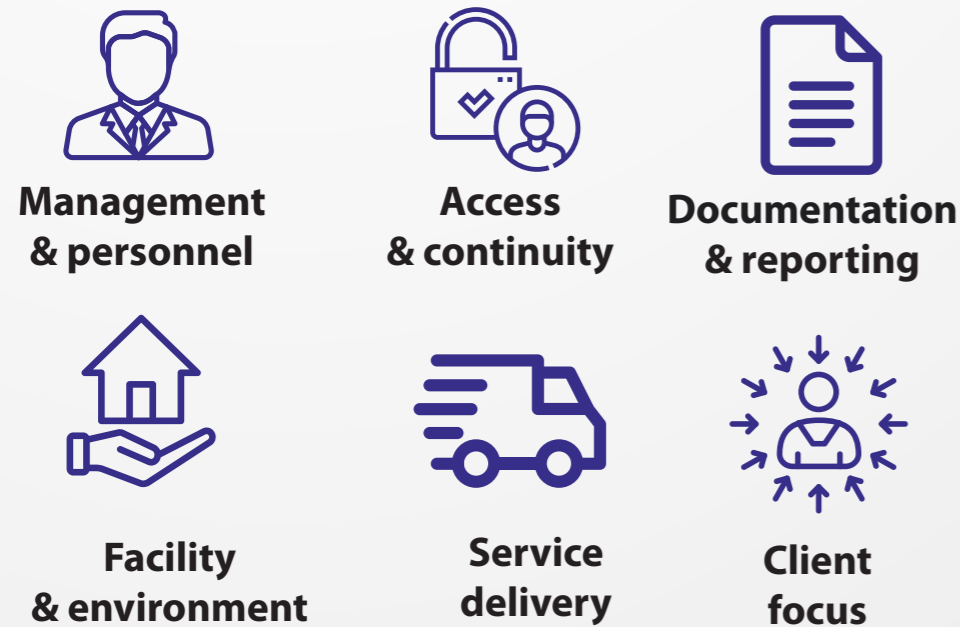 Management
& personnel
Access
& continuity
Documentation
& reporting
Facility
& environment
Service
delivery
Client
focus